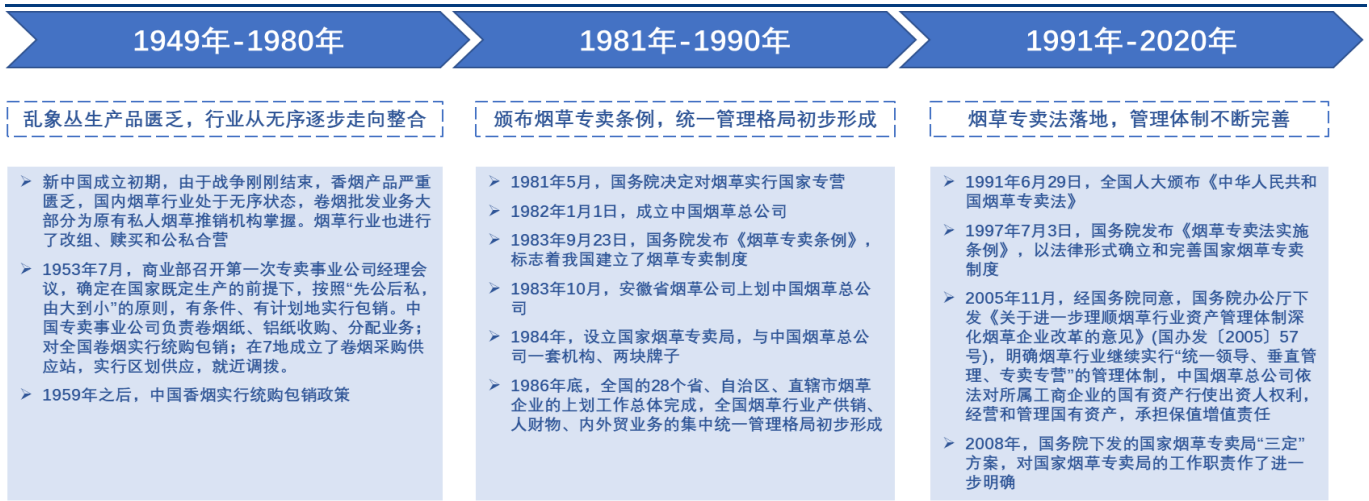 1949年-1980年
1981年-1990年
1991年-2020年
乱象丛生产品匮乏，行业从无序逐步走向整合
颁布烟草专卖条例，统一管理格局初步形成
烟草专卖法落地，管理体制不断完善
➢ 新中国成立初期，由于战争刚刚结束，香烟产品严重
匮乏，国内烟草行业处于无序状态，卷烟批发业务大
部分为原有私人烟草推销机构掌握。烟草行业也进行
了改组、赎买和公私合营
➢ 1953年7月，商业部召开第一次专卖事业公司经理会
议，确定在国家既定生产的前提下，按照“先公后私，
由大到小”的原则，有条件、有计划地实行包销。中
国专卖事业公司负责卷烟纸、铝纸收购、分配业务；
对全国卷烟实行统购包销；在7地成立了卷烟采购供
应站，实行区划供应，就近调拨。
➢ 1959年之后，中国香烟实行统购包销政策
➢ 1981年5月，国务院决定对烟草实行国家专营
➢ 1982年1月1日，成立中国烟草总公司
➢ 1983年9月23日，国务院发布《烟草专卖条例》，
标志着我国建立了烟草专卖制度
➢ 1983年10月，安徽省烟草公司上划中国烟草总公
司
➢ 1984年，设立国家烟草专卖局，与中国烟草总公
司一套机构、两块牌子
➢ 1986年底，全国的28个省、自治区、直辖市烟草
企业的上划工作总体完成，全国烟草行业产供销、
人财物、内外贸业务的集中统一管理格局初步形成
➢ 1991年6月29日，全国人大颁布《中华人民共和
国烟草专卖法》
➢ 1997年7月3日，国务院发布《烟草专卖法实施
条例》，以法律形式确立和完善国家烟草专卖
制度
➢ 2005年11月，经国务院同意，国务院办公厅下
发《关于进一步理顺烟草行业资产管理体制深
化烟草企业改革的意见》(国办发〔2005〕57
号)，明确烟草行业继续实行“统一领导、垂直管
理、专卖专营”的管理体制，中国烟草总公司依
法对所属工商企业的国有资产行使出资人权利，
经营和管理国有资产，承担保值增值责任
➢ 2008年，国务院下发的国家烟草专卖局“三定”
方案，对国家烟草专卖局的工作职责作了进一
步明确